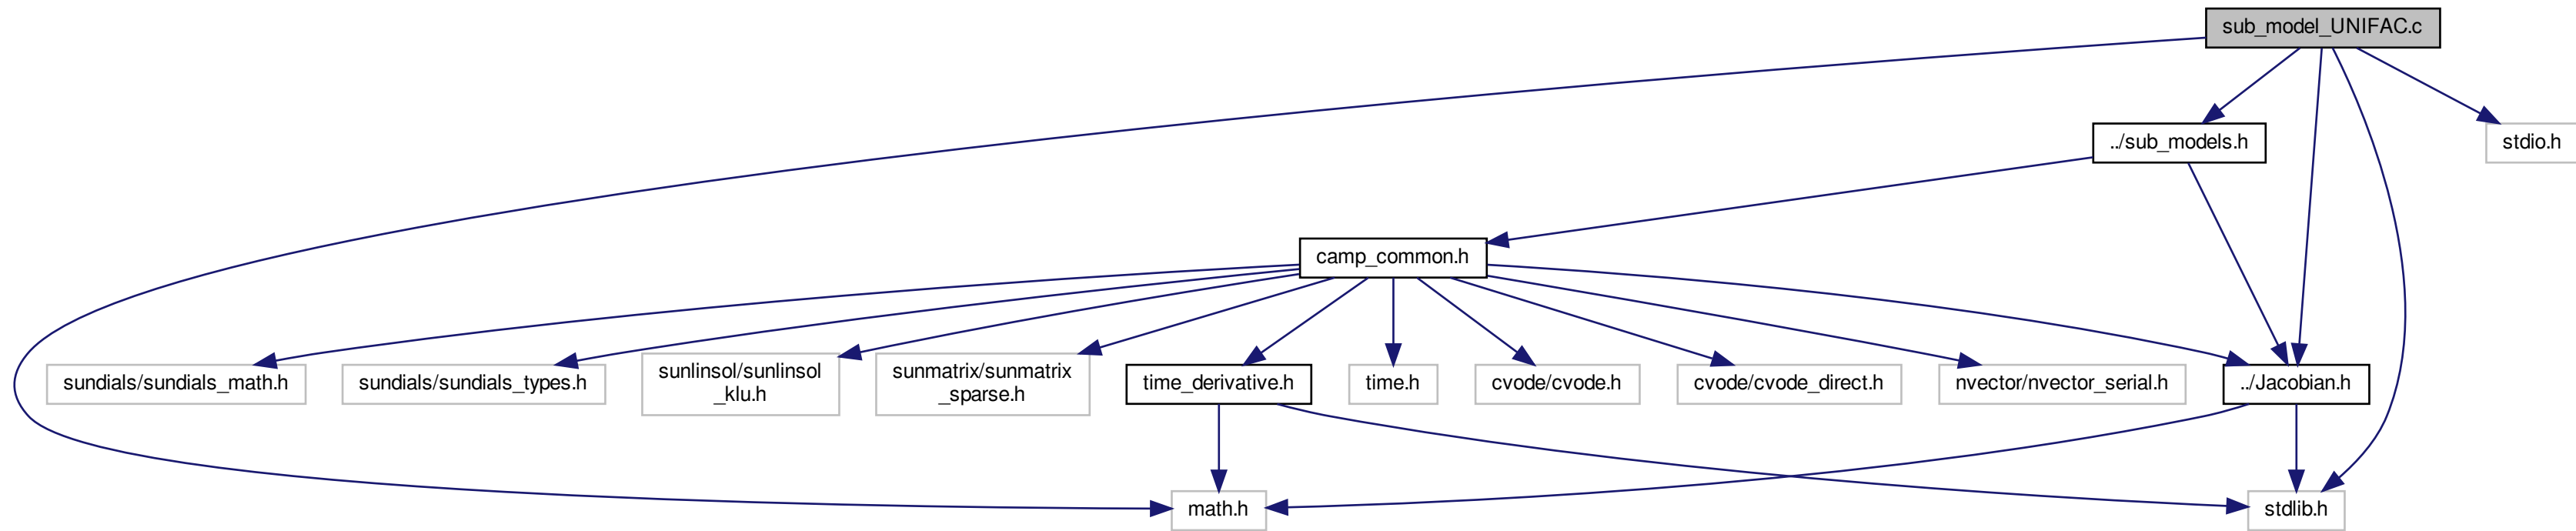 sub_model_UNIFAC.c
../sub_models.h
stdio.h
camp_common.h
sundials/sundials_math.h
sundials/sundials_types.h
sunlinsol/sunlinsol
_klu.h
sunmatrix/sunmatrix
_sparse.h
time_derivative.h
time.h
cvode/cvode.h
cvode/cvode_direct.h
nvector/nvector_serial.h
../Jacobian.h
math.h
stdlib.h